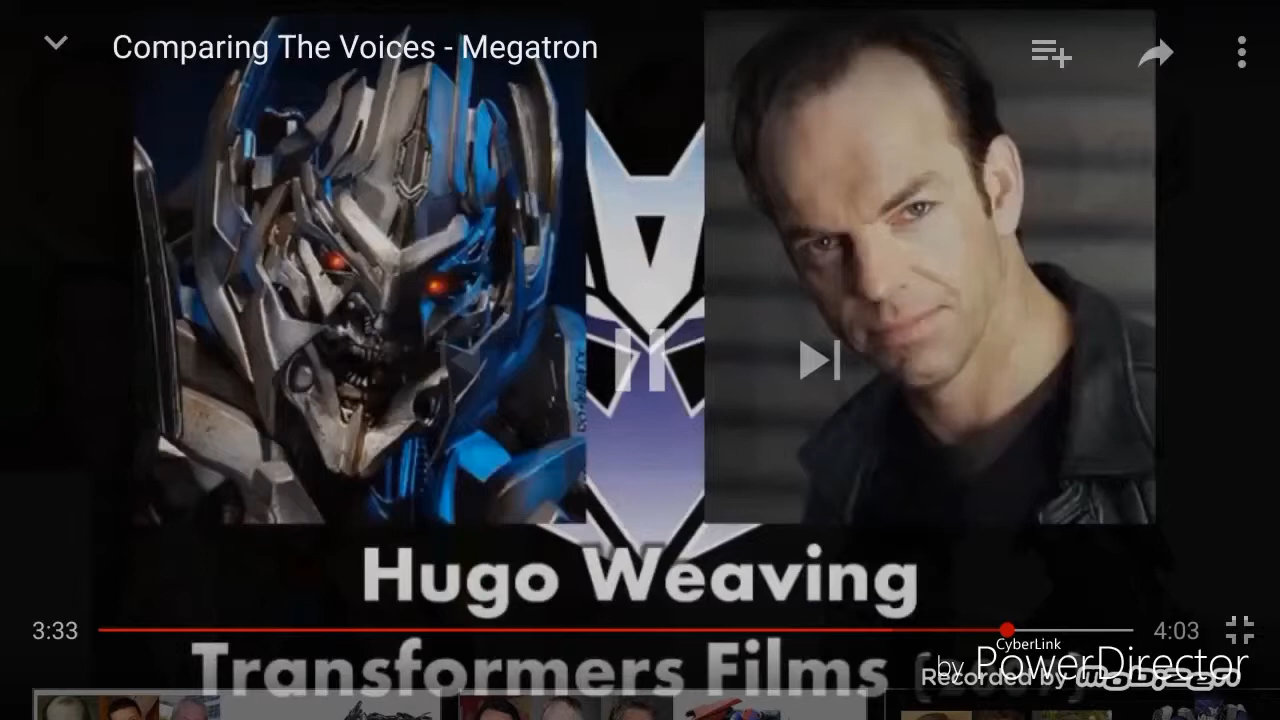 Comparing The Voices - Megatron
Hugo Weaving
3:33
4:03
CyberLink
Transformers Films
by PowerDirector
Recorded by